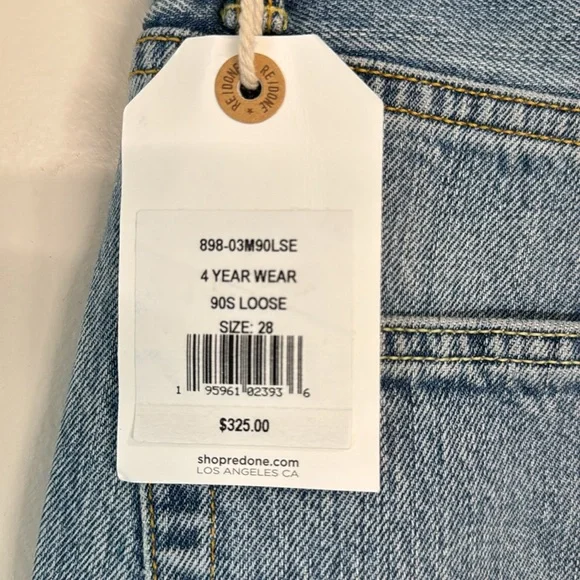 RE/DONE ★ RE/DONE
898-03M90LSE
4 YEAR WEAR
90S LOOSE
SIZE: 28
1 95961 02393 6
$325.00
shopredone.com
LOS ANGELES CA